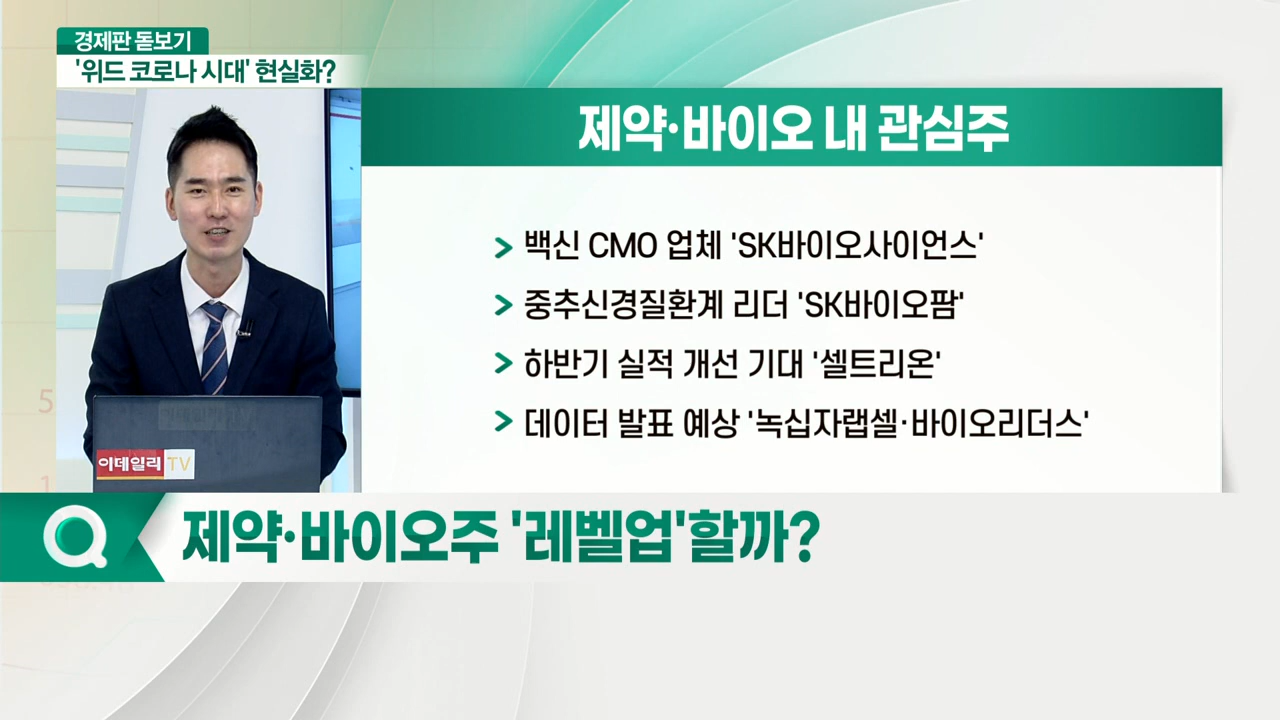 경제판 돋보기
'위드 코로나 시대' 현실화?
제약·바이오 내 관심주
> 백신 CMO 업체 'SK바이오사이언스'
> 중추신경질환계 리더 'SK바이오팜'
> 하반기 실적 개선 기대 '셀트리온'
> 데이터 발표 예상 '녹십자랩셀·바이오리더스'
이데일리 TV
제약·바이오주 '레벨업'할까?